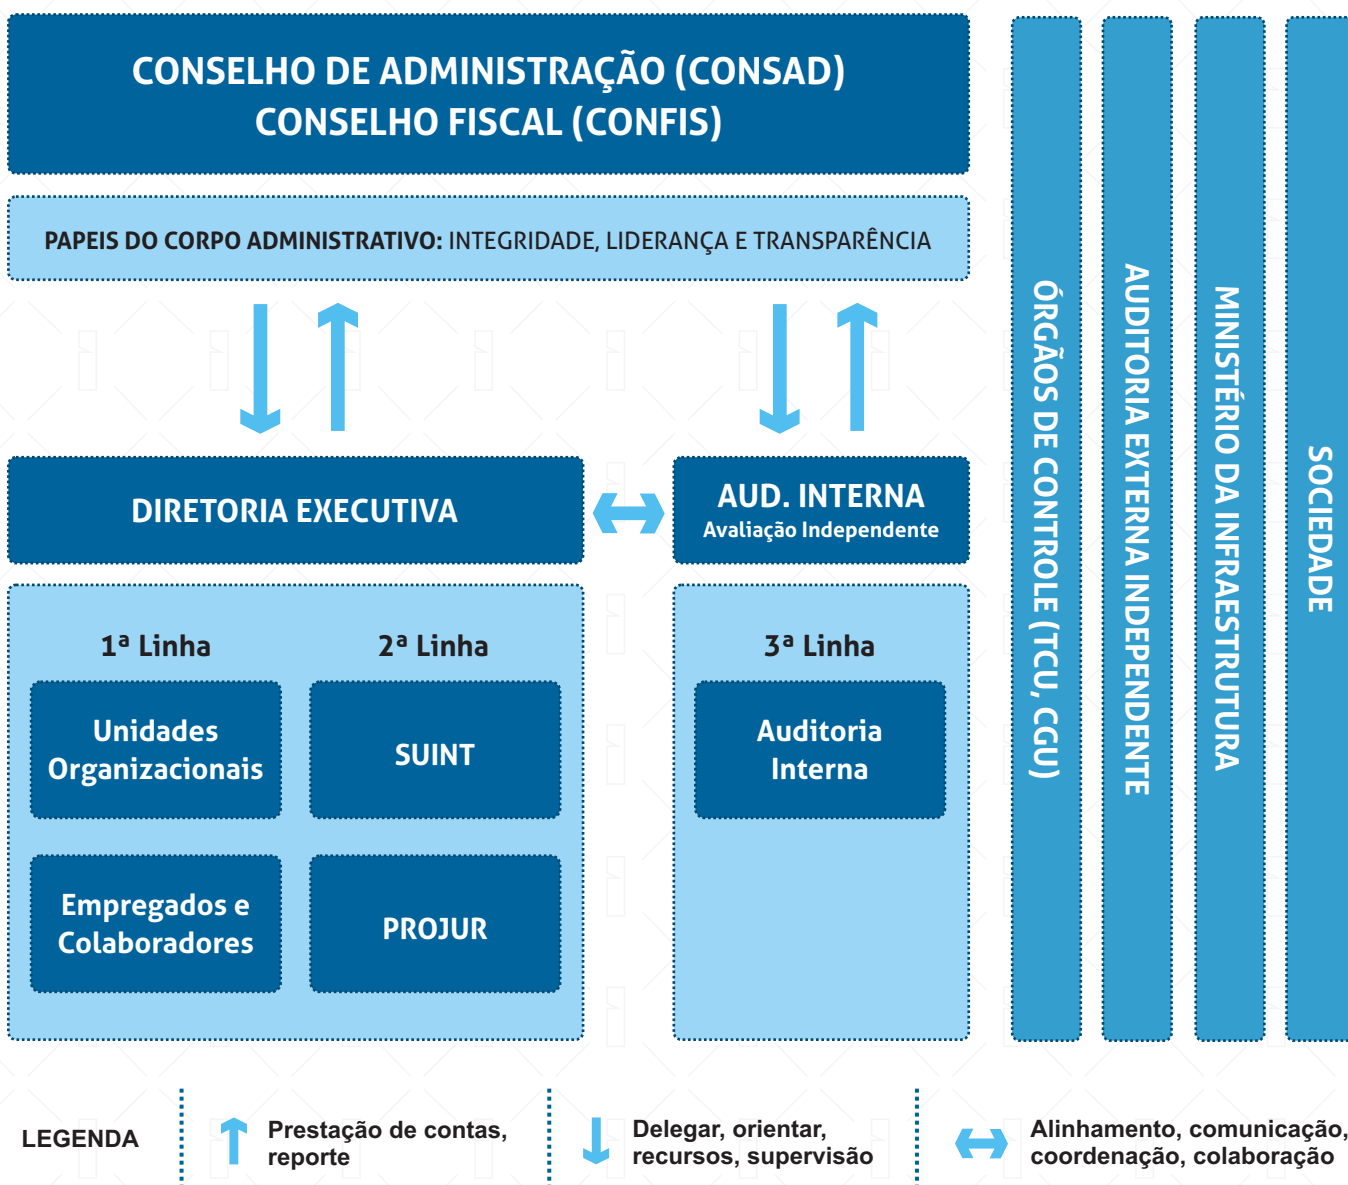 CONSELHO DE ADMINISTRAÇÃO (CONSAD)
CONSELHO FISCAL (CONFIS)
PAPEIS DO CORPO ADMINISTRATIVO: INTEGRIDADE, LIDERANÇA E TRANSPARÊNCIA
DIRETORIA EXECUTIVA
AUD. INTERNA
Avaliação Independente
1ª Linha
2ª Linha
3ª Linha
Unidades
Organizacionais
SUINT
Auditoria
Interna
Empregados e
Colaboradores
PROJUR
ÓRGÃOS DE CONTROLE (TCU, CGU)
AUDITORIA EXTERNA INDEPENDENTE
MINISTÉRIO DA INFRAESTRUTURA
SOCIEDADE
LEGENDA
Prestação de contas,
reporte
Delegar, orientar,
recursos, supervisão
Alinhamento, comunicação,
coordenação, colaboração